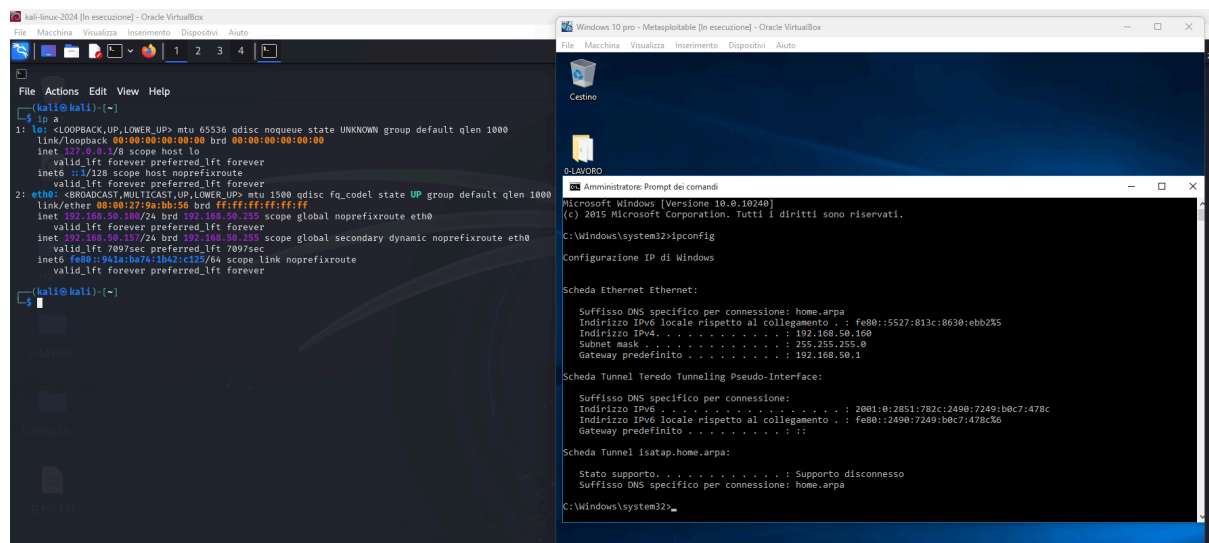 kali-linux-2024 [In esecuzione] - Oracle VirtualBox
File Macchina Visualizza Inserimento Dispositivi Aiuto
1 2 3 4
File Actions Edit View Help
┌──(kali㉿kali)-[~]
└─$ ip a
1: lo: <LOOPBACK,UP,LOWER_UP> mtu 65536 qdisc noqueue state UNKNOWN group default qlen 1000
link/loopback 00:00:00:00:00:00 brd 00:00:00:00:00:00
inet 127.0.0.1/8 scope host lo
valid_lft forever preferred_lft forever
inet6 ::1/128 scope host noprefixroute
valid_lft forever preferred_lft forever
2: eth0: <BROADCAST,MULTICAST,UP,LOWER_UP> mtu 1500 qdisc fq_codel state UP group default qlen 1000
link/ether 08:00:27:9a:bb:56 brd ff:ff:ff:ff:ff:ff
inet 192.168.50.100/24 brd 192.168.50.255 scope global noprefixroute eth0
valid_lft forever preferred_lft forever
inet 192.168.50.157/24 brd 192.168.50.255 scope global secondary dynamic noprefixroute eth0
valid_lft 7097sec preferred_lft 7097sec
inet6 fe80::941a:ba74:1b42:c125/64 scope link noprefixroute
valid_lft forever preferred_lft forever
┌──(kali㉿kali)-[~]
└─$
0-LAVORO
Windows 10 pro - Metasploitable [In esecuzione] - Oracle VirtualBox
File Macchina Visualizza Inserimento Dispositivi Aiuto
Cestino
0-LAVORO
Amministratore: Prompt dei comandi
Microsoft Windows [Versione 10.0.10240]
(c) 2015 Microsoft Corporation. Tutti i diritti sono riservati.
C:\Windows\system32>ipconfig
Configurazione IP di Windows
Scheda Ethernet Ethernet:
Suffisso DNS specifico per connessione: home.arpa
Indirizzo IPv6 locale rispetto al collegamento . : fe80::5527:813c:8630:ebb2%5
Indirizzo IPv4. . . . . . . . . . . . : 192.168.50.160
Subnet mask . . . . . . . . . . . . . : 255.255.255.0
Gateway predefinito . . . . . . . . . : 192.168.50.1
Scheda Tunnel Teredo Tunneling Pseudo-Interface:
Suffisso DNS specifico per connessione:
Indirizzo IPv6 . . . . . . . . . . . . . . . . . : 2001:0:2851:782c:2490:7249:b0c7:478c
Indirizzo IPv6 locale rispetto al collegamento . : fe80::2490:7249:b0c7:478c%6
Gateway predefinito . . . . . . . . . : ::
Scheda Tunnel isatap.home.arpa:
Stato supporto. . . . . . . . . . . . : Supporto disconnesso
Suffisso DNS specifico per connessione: home.arpa
C:\Windows\system32>_